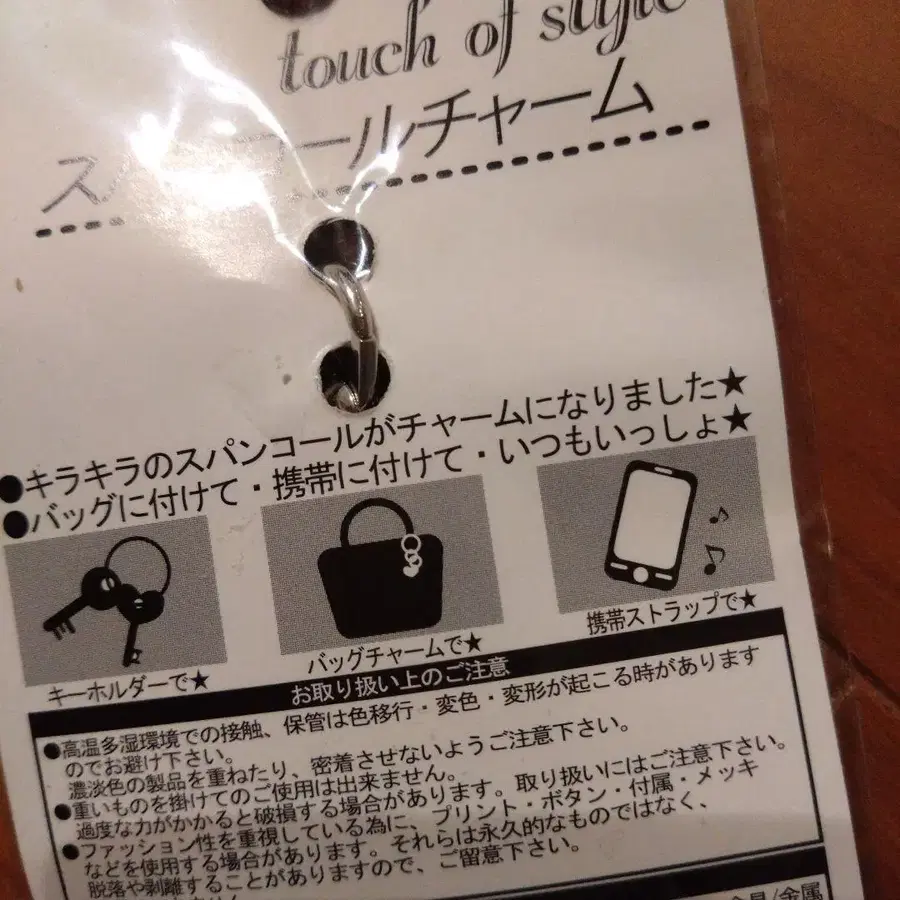 touch of style
スパンコールチャーム
●キラキラのスパンコールがチャームになりました★
●バッグに付けて・携帯に付けて・いつもいっしょ★
キーホルダーで★
バッグチャームで★
携帯ストラップで★
お取り扱い上のご注意
●高温多湿環境での接触、保管は色移行・変色・変形が起こる時があります
のでお避け下さい。
濃淡色の製品を重ねたり、密着させないようご注意下さい。
●重いものを掛けてのご使用は出来ません。
過度な力がかかると破損する場合があります。取り扱いにはご注意下さい。
●ファッション性を重視している為に、プリント・ボタン・付属・メッキ
などを使用する場合があります。それらは永久的なものではなく、
脱落や剥離することがありますので、ご留意下さい。
金具/金属